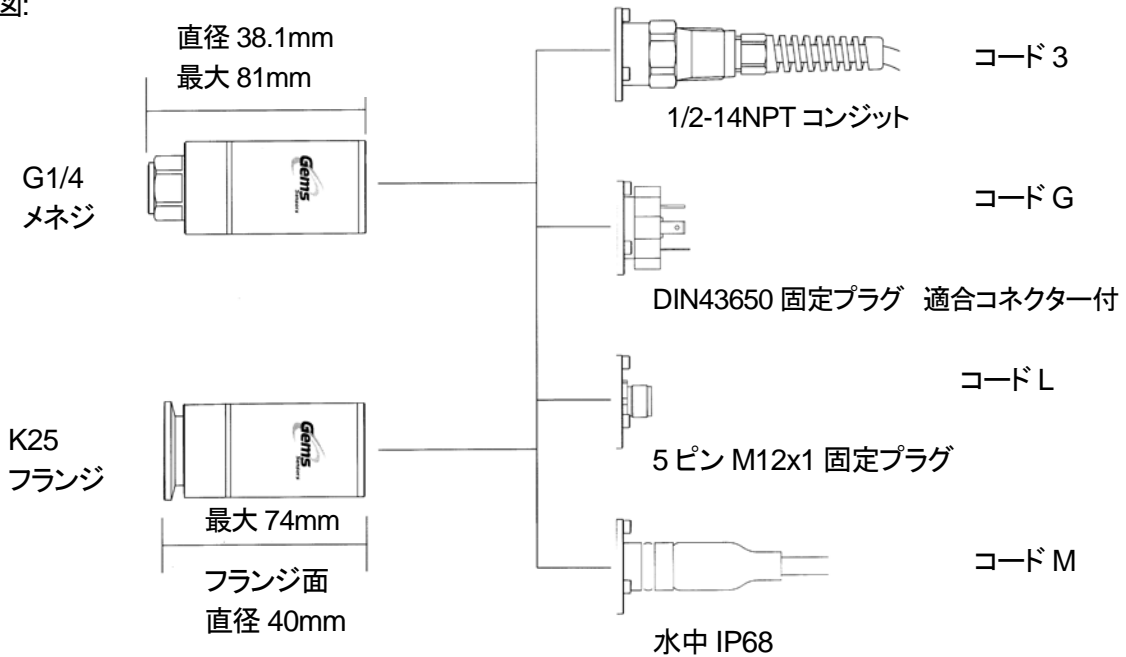 図:
直径 38.1mm
最大 81mm
G1/4
メネジ
Gems
Sensors
K25
フランジ
Gems
Sensors
最大 74mm
フランジ面
直径 40mm
コード 3
1/2-14NPT コンジット
コード G
DIN43650 固定プラグ 適合コネクター付
コード L
5 ピン M12x1 固定プラグ
コード M
水中 IP68